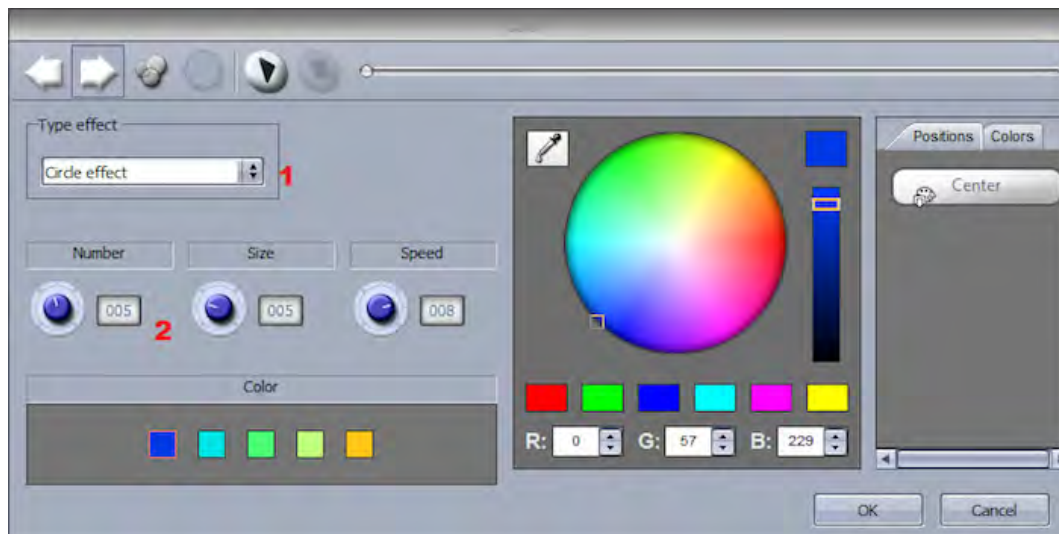 Type effect
Circle effect
1
Positions Colors
Center
Number Size Speed
005 005 008
2
Color
R: 0 G: 57 B: 229
OK Cancel